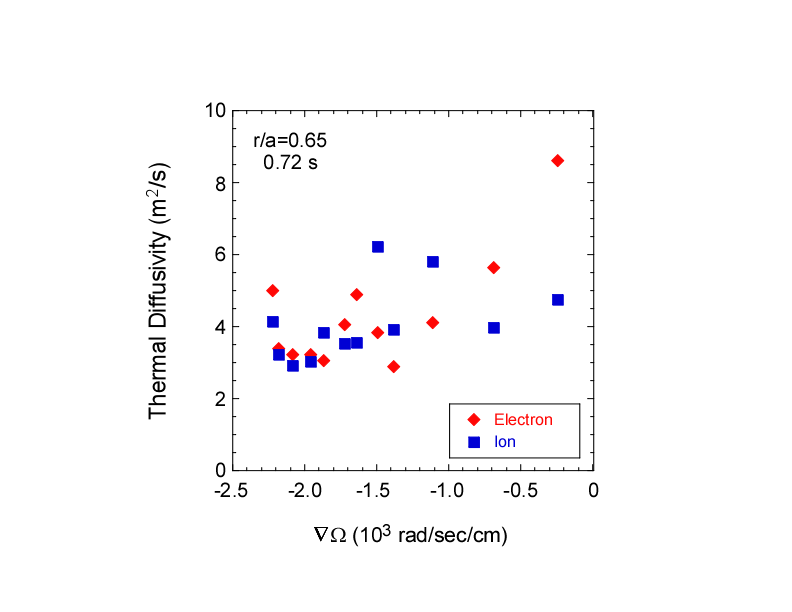 r/a=0.65
0.72 s
Thermal Diffusivity (m²/s)
10
8
6
4
2
0
-2.5 -2.0 -1.5 -1.0 -0.5 0
∇Ω (10³ rad/sec/cm)
Electron
Ion